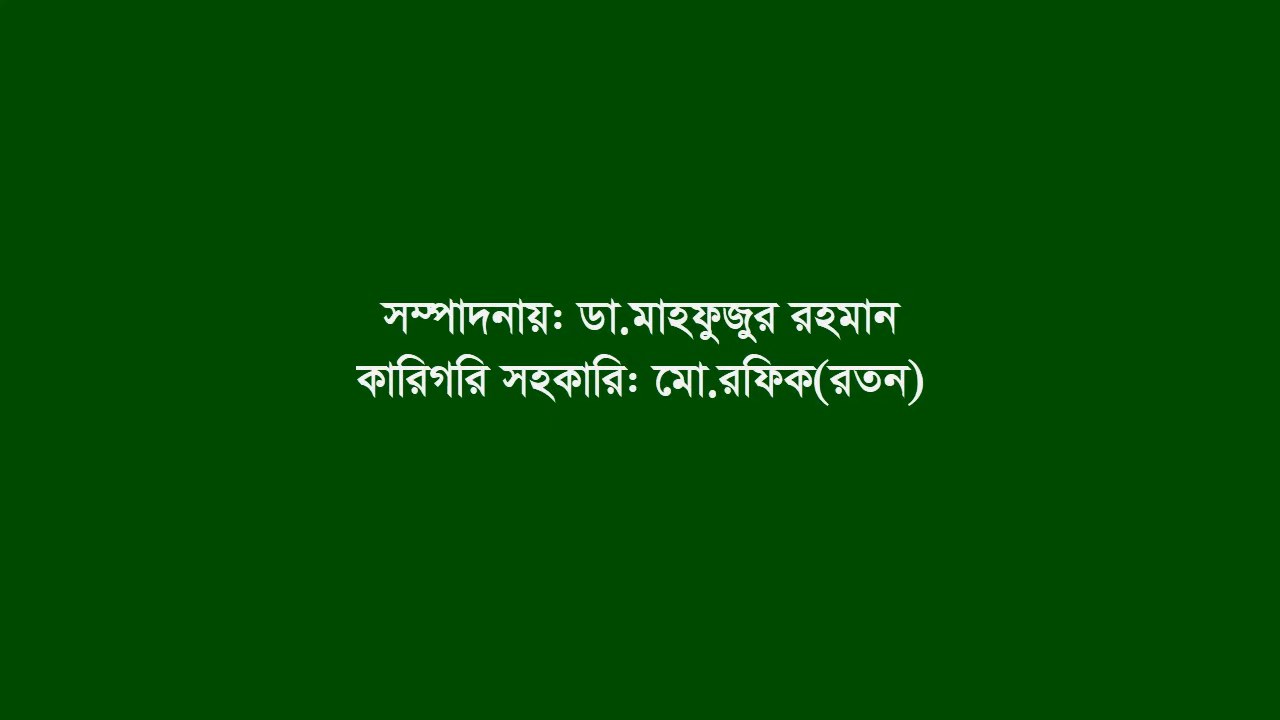 সম্পাদনায়ঃ ডা.মাহফুজুর রহমান
কারিগরি সহকারিঃ মো.রফিক(রতন)